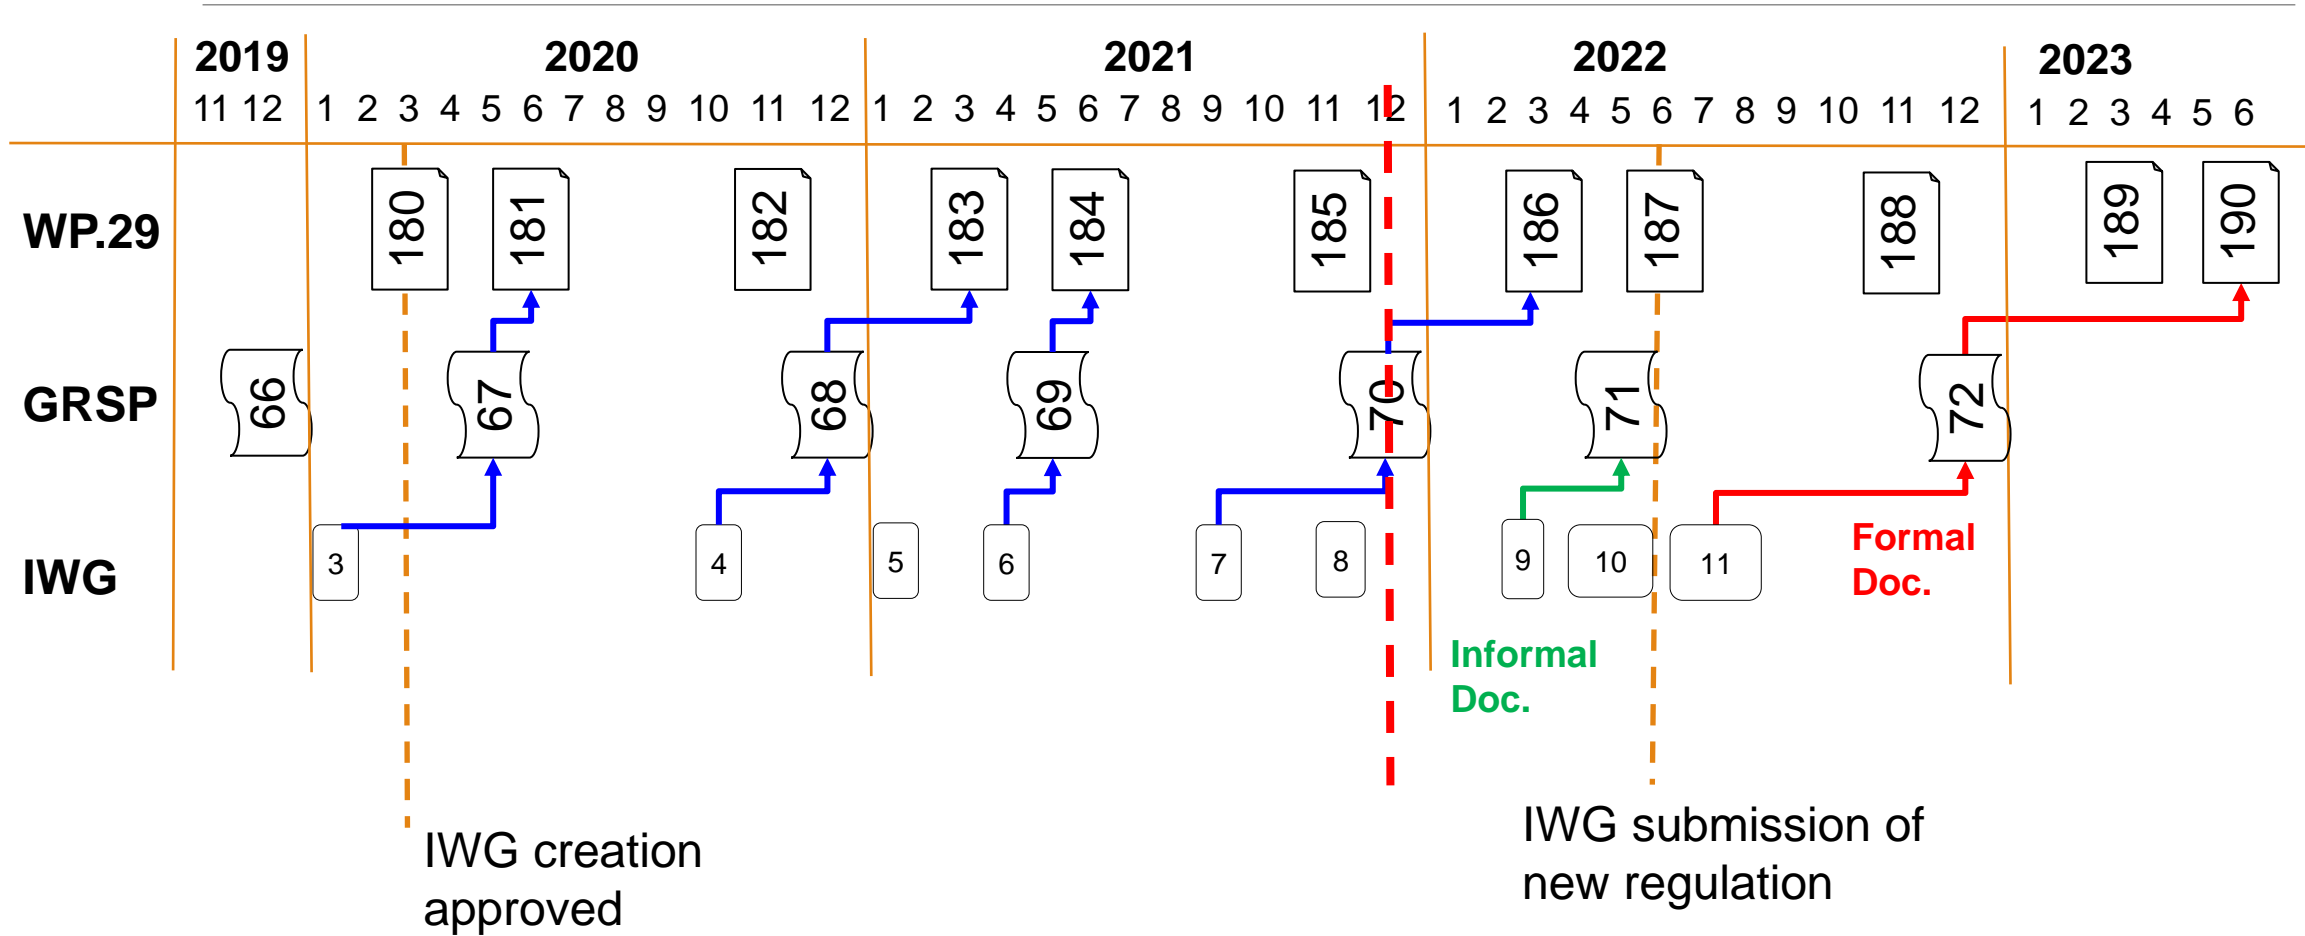 2019 2020 2021 2022 2023
11 12 1 2 3 4 5 6 7 8 9 10 11 12 1 2 3 4 5 6 7 8 9 10 11 12 1 2 3 4 5 6 7 8 9 10 11 12 1 2 3 4 5 6
WP.29 180 181 182 183 184 185 186 187 188 189 190
GRSP 66 67 68 69 70 71 72
IWG 3 4 5 6 7 8 9 10 11
Formal
Doc.
Informal
Doc.
IWG creation
approved
IWG submission of
new regulation